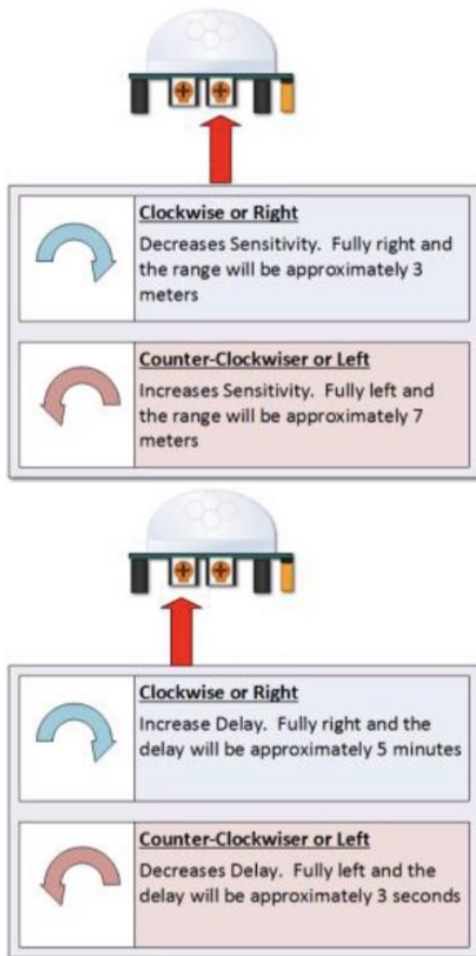 Clockwise or Right
Decreases Sensitivity. Fully right and
the range will be approximately 3
meters
Counter-Clockwiser or Left
Increases Sensitivity. Fully left and
the range will be approximately 7
meters
Clockwise or Right
Increase Delay. Fully right and the
delay will be approximately 5 minutes
Counter-Clockwiser or Left
Decreases Delay. Fully left and the
delay will be approximately 3 seconds